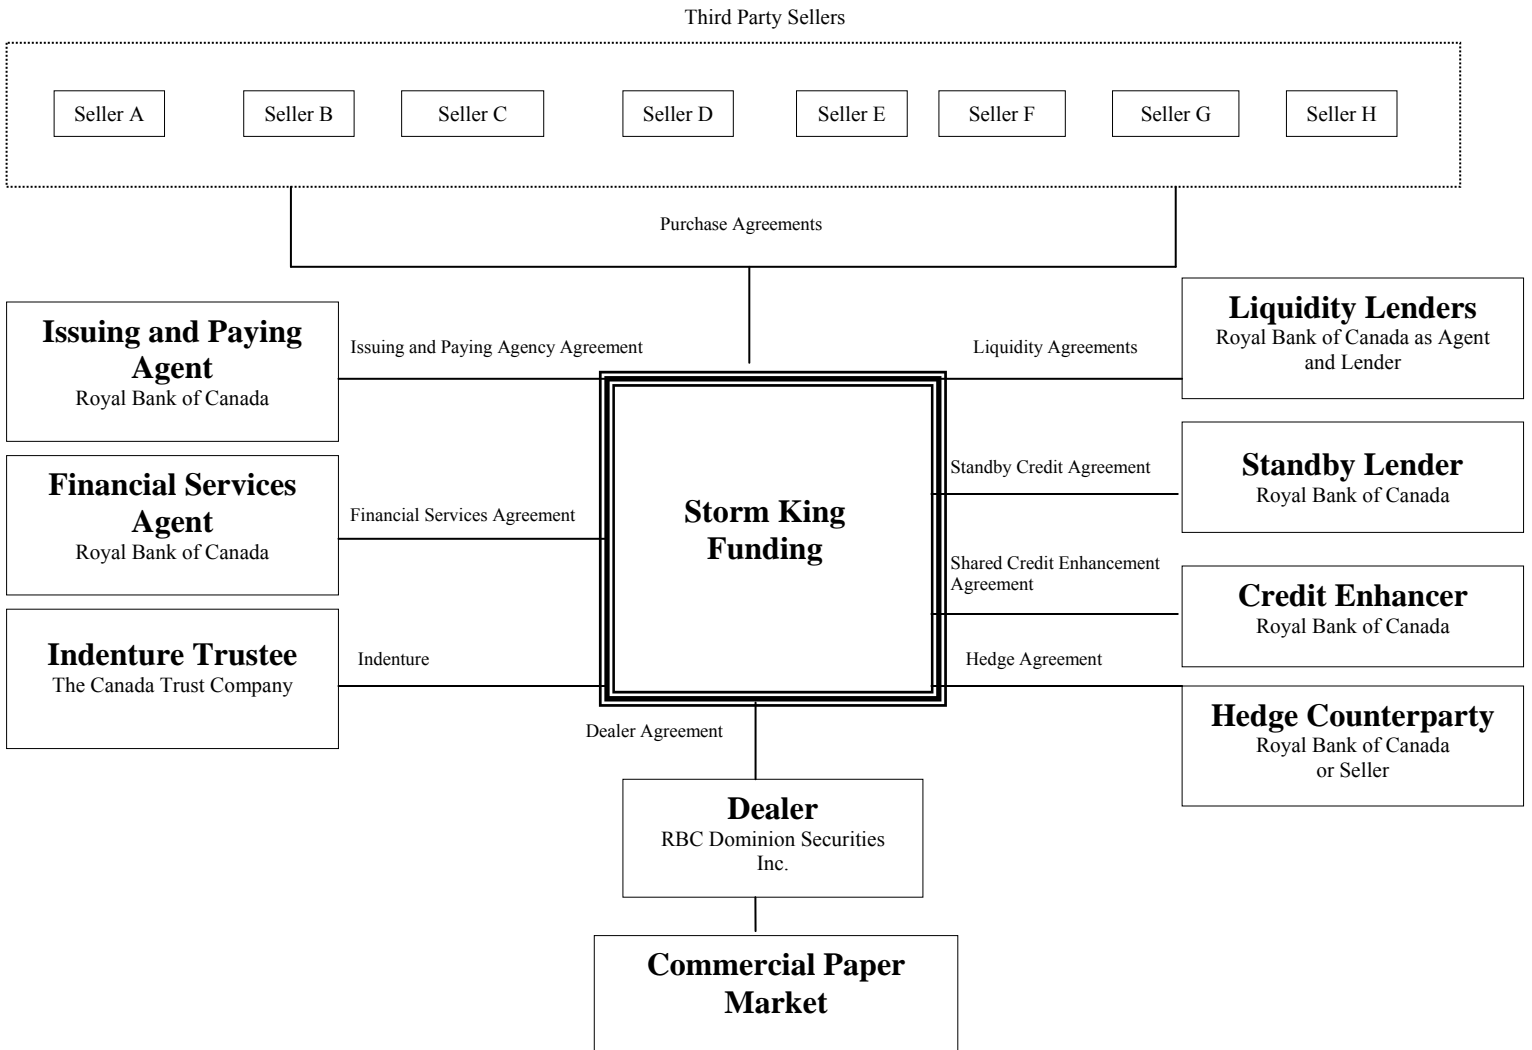 Third Party Sellers
Seller A
Seller B
Seller C
Seller D
Seller E
Seller F
Seller G
Seller H
Purchase Agreements
Issuing and Paying
Agent
Royal Bank of Canada
Issuing and Paying Agency Agreement
Liquidity Agreements
Liquidity Lenders
Royal Bank of Canada as Agent
and Lender
Financial Services
Agent
Royal Bank of Canada
Financial Services Agreement
Storm King
Funding
Standby Credit Agreement
Standby Lender
Royal Bank of Canada
Shared Credit Enhancement
Agreement
Credit Enhancer
Royal Bank of Canada
Indenture Trustee
The Canada Trust Company
Indenture
Hedge Agreement
Hedge Counterparty
Royal Bank of Canada
or Seller
Dealer Agreement
Dealer
RBC Dominion Securities
Inc.
Commercial Paper
Market